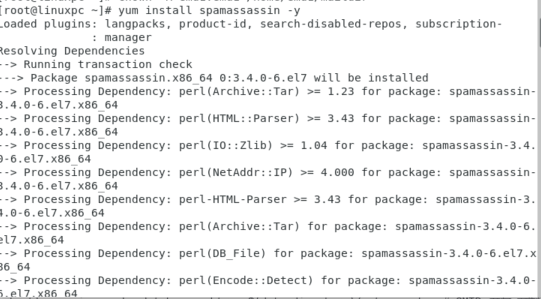 [root@linuxpc ~]# yum install spamassassin -y
Loaded plugins: langpacks, product-id, search-disabled-repos, subscription-
: manager
Resolving Dependencies
--> Running transaction check
---> Package spamassassin.x86_64 0:3.4.0-6.el7 will be installed
--> Processing Dependency: perl(Archive::Tar) >= 1.23 for package: spamassassin-
3.4.0-6.el7.x86_64
--> Processing Dependency: perl(HTML::Parser) >= 3.43 for package: spamassassin-
3.4.0-6.el7.x86_64
--> Processing Dependency: perl(IO::Zlib) >= 1.04 for package: spamassassin-3.4.
0-6.el7.x86_64
--> Processing Dependency: perl(NetAddr::IP) >= 4.000 for package: spamassassin-
3.4.0-6.el7.x86_64
--> Processing Dependency: perl-HTML-Parser >= 3.43 for package: spamassassin-3.
4.0-6.el7.x86_64
--> Processing Dependency: perl(Archive::Tar) for package: spamassassin-3.4.0-6.
el7.x86_64
--> Processing Dependency: perl(DB_File) for package: spamassassin-3.4.0-6.el7.x
86_64
--> Processing Dependency: perl(Encode::Detect) for package: spamassassin-3.4.0-
6.el7.x86_64